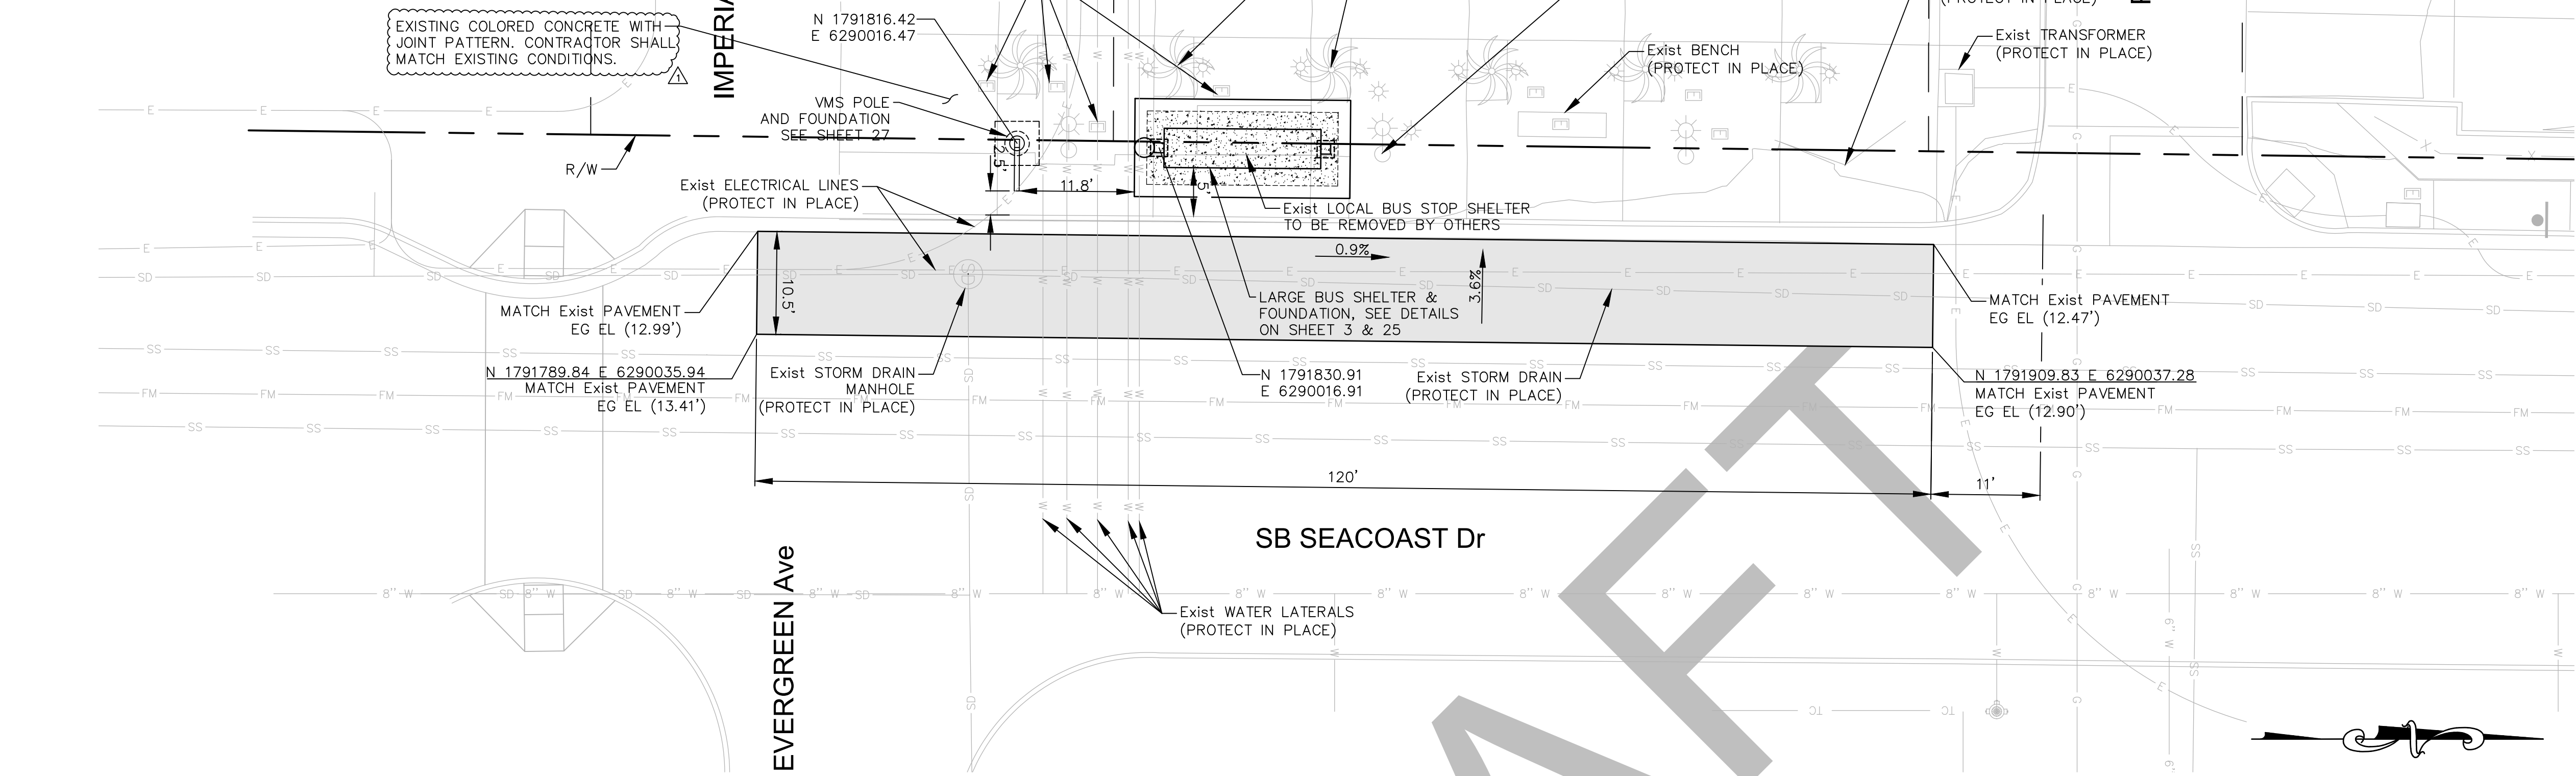 EXISTING COLORED CONCRETE WITH
JOINT PATTERN. CONTRACTOR SHALL
MATCH EXISTING CONDITIONS.
1
N 1791816.42
E 6290016.47
VMS POLE
AND FOUNDATION
SEE SHEET 27
R/W
Exist ELECTRICAL LINES
(PROTECT IN PLACE)
2.5'
11.8'
5'
Exist BENCH
(PROTECT IN PLACE)
(PROTECT IN PLACE)
Exist TRANSFORMER
(PROTECT IN PLACE)
Exist LOCAL BUS STOP SHELTER
TO BE REMOVED BY OTHERS
0.9%
3.6%
10.5'
MATCH Exist PAVEMENT
EG EL (12.99')
N 1791789.84 E 6290035.94
MATCH Exist PAVEMENT
EG EL (13.41')
Exist STORM DRAIN
MANHOLE
(PROTECT IN PLACE)
LARGE BUS SHELTER &
FOUNDATION, SEE DETAILS
ON SHEET 3 & 25
N 1791830.91
E 6290016.91
Exist STORM DRAIN
(PROTECT IN PLACE)
MATCH Exist PAVEMENT
EG EL (12.47')
N 1791909.83 E 6290037.28
MATCH Exist PAVEMENT
EG EL (12.90')
120'
11'
SB SEACOAST Dr
EVERGREEN Ave
Exist WATER LATERALS
(PROTECT IN PLACE)